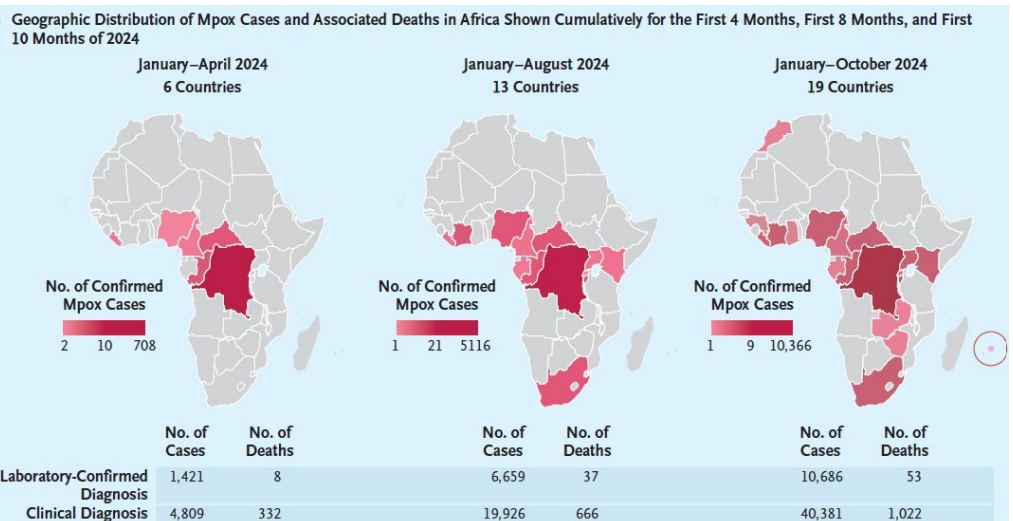 Geographic Distribution of Mpox Cases and Associated Deaths in Africa Shown Cumulatively for the First 4 Months, First 8 Months, and First
10 Months of 2024
January–April 2024
6 Countries
January–August 2024
13 Countries
January–October 2024
19 Countries
No. of Confirmed
Mpox Cases
2 10 708
No. of Confirmed
Mpox Cases
1 21 5116
No. of Confirmed
Mpox Cases
1 9 10,366
No. of No. of No. of No. of No. of No. of
Cases Deaths Cases Deaths Cases Deaths
Laboratory-Confirmed 1,421 8 6,659 37 10,686 53
Diagnosis
Clinical Diagnosis 4,809 332 19,926 666 40,381 1,022